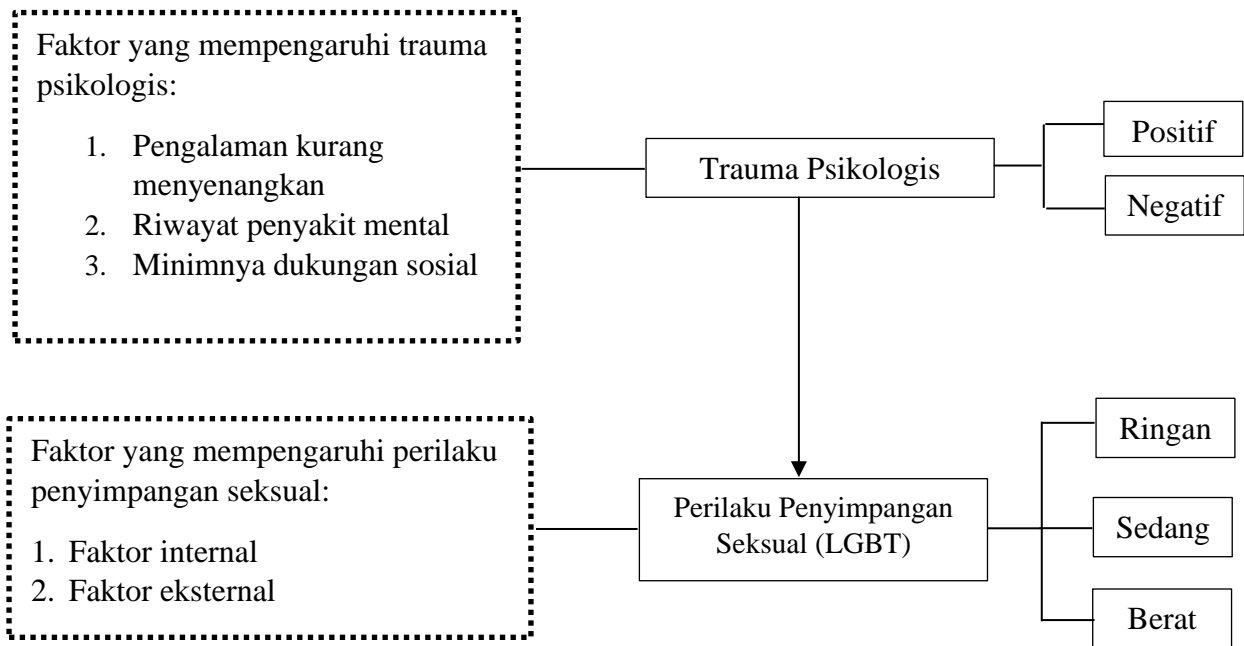 Faktor yang mempengaruhi trauma
psikologis:
1. Pengalaman kurang
menyenangkan
2. Riwayat penyakit mental
3. Minimnya dukungan sosial
Trauma Psikologis
Positif
Negatif
Faktor yang mempengaruhi perilaku
penyimpangan seksual:
1. Faktor internal
2. Faktor eksternal
Perilaku Penyimpangan
Seksual (LGBT)
Ringan
Sedang
Berat